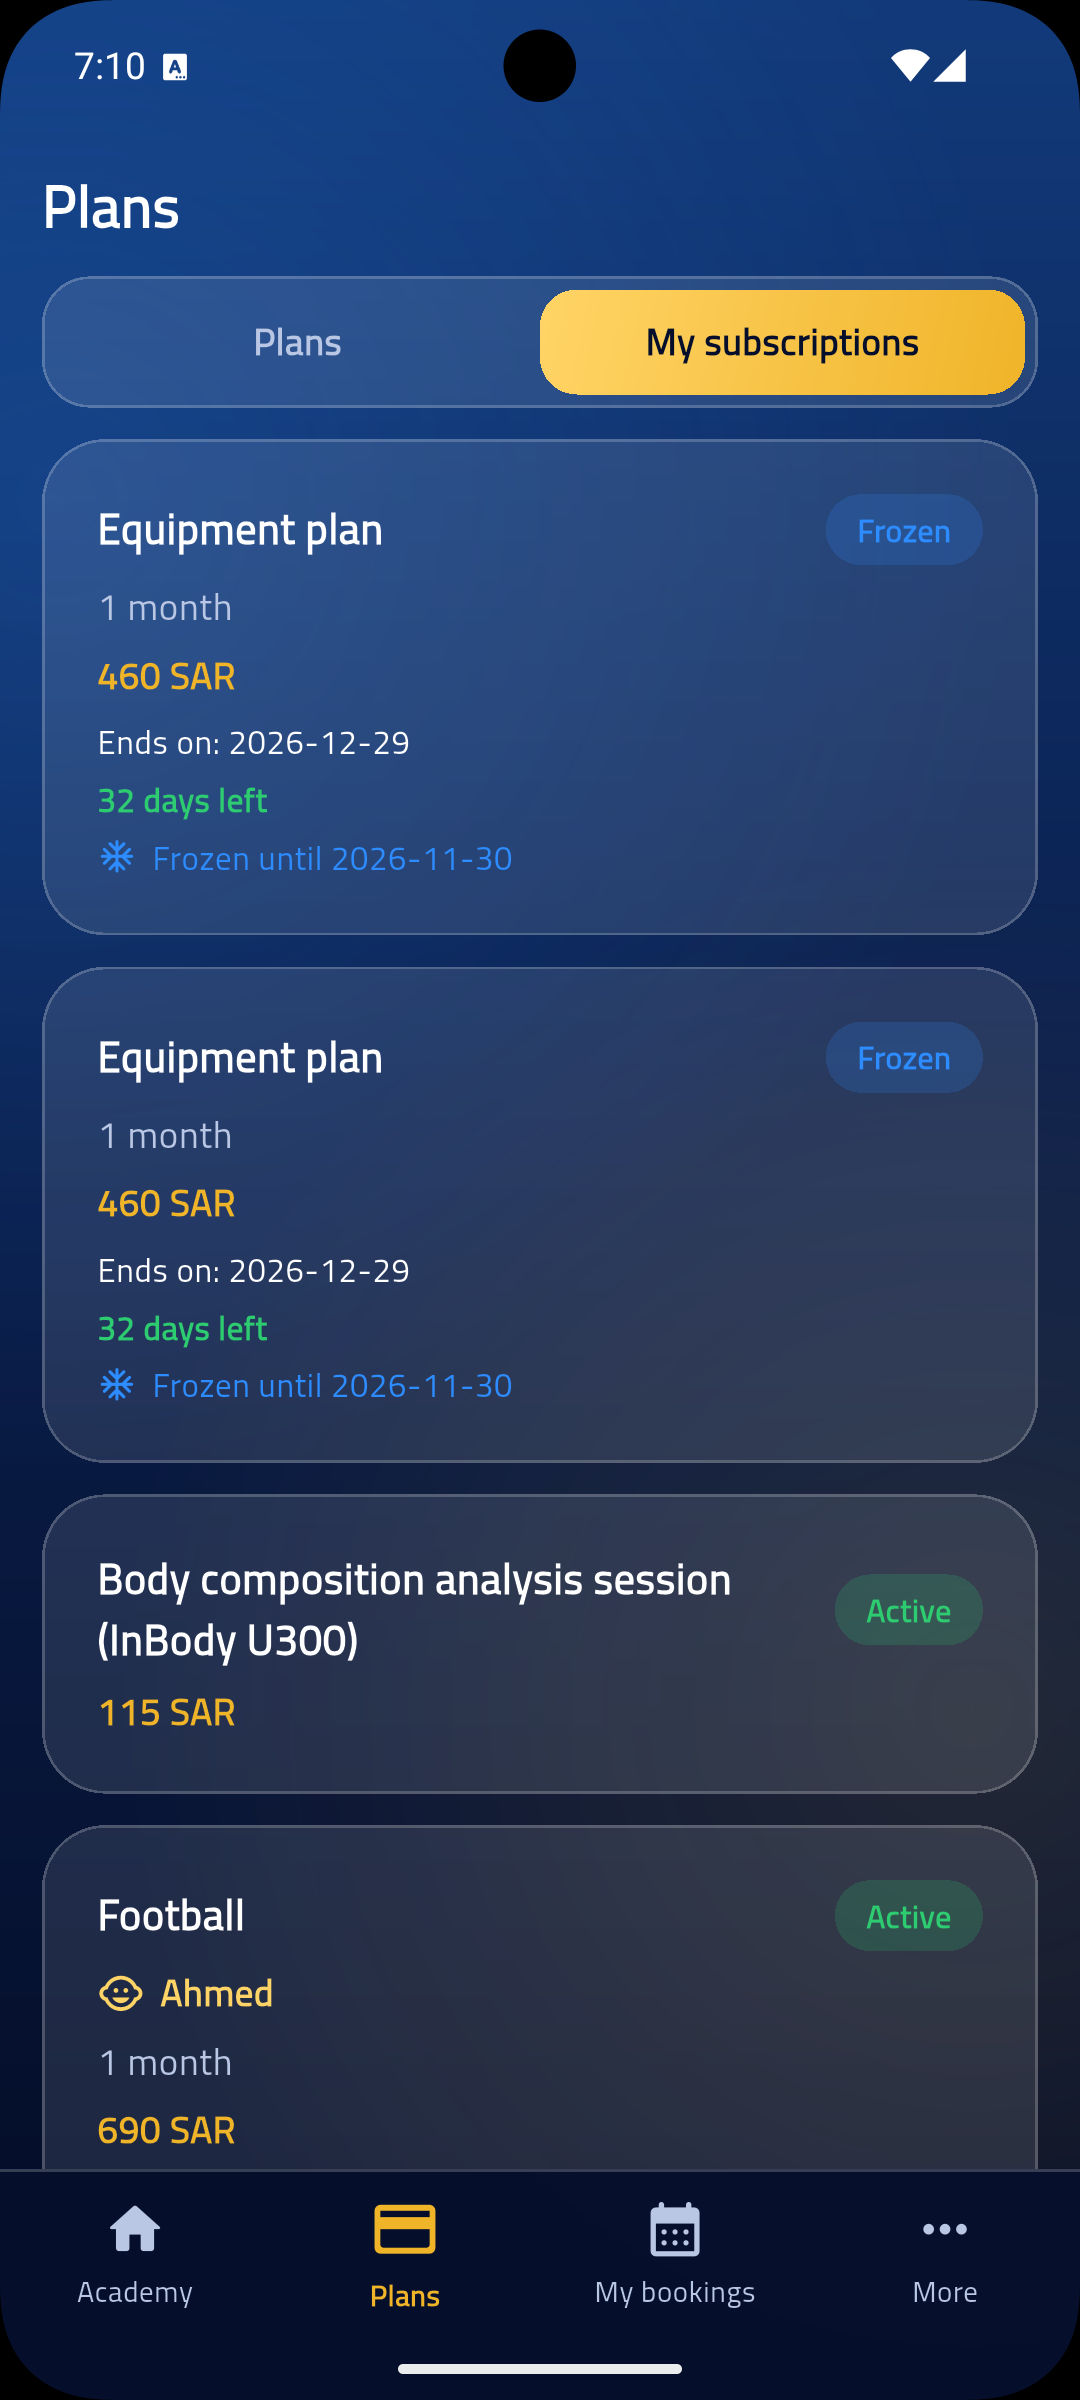 7:10
Plans
Plans
My subscriptions
Equipment plan
Frozen
1 month
460 SAR
Ends on: 2026-12-29
32 days left
Frozen until 2026-11-30
Equipment plan
Frozen
1 month
460 SAR
Ends on: 2026-12-29
32 days left
Frozen until 2026-11-30
Body composition analysis session
(InBody U300)
Active
115 SAR
Football
Active
Ahmed
1 month
690 SAR
Academy
Plans
My bookings
More